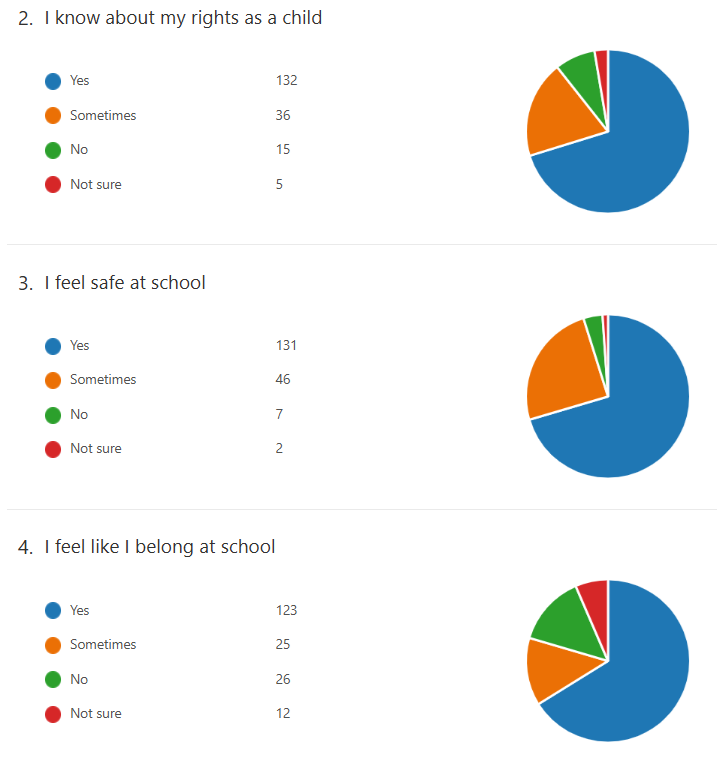 2. I know about my rights as a child
Yes 132
Sometimes 36
No 15
Not sure 5
3. I feel safe at school
Yes 131
Sometimes 46
No 7
Not sure 2
4. I feel like I belong at school
Yes 123
Sometimes 25
No 26
Not sure 12